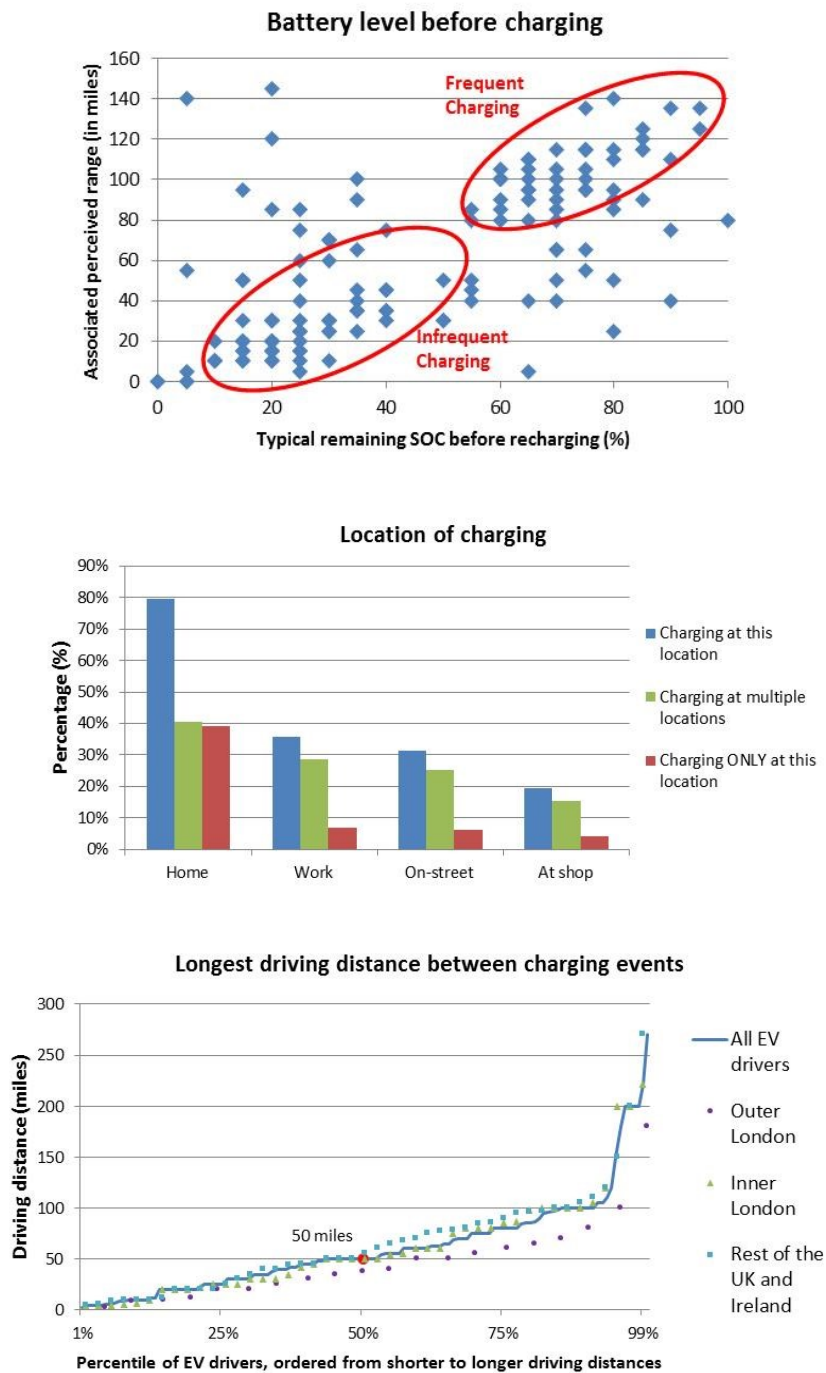 Battery level before charging
Associated perceived range (in miles)
160
140
120
100
80
60
40
20
0
Frequent
Charging
Infrequent
Charging
0
20
40
60
80
100
Typical remaining SOC before recharging (%)
Location of charging
Percentage (%)
90%
80%
70%
60%
50%
40%
30%
20%
10%
0%
Home
Work
On-street
At shop
Charging at this
location
Charging at multiple
locations
Charging ONLY at this
location
Longest driving distance between charging events
Driving distance (miles)
300
250
200
150
100
50
0
50 miles
1%
25%
50%
75%
99%
All EV
drivers
Outer
London
Inner
London
Rest of the
UK and
Ireland
Percentile of EV drivers, ordered from shorter to longer driving distances